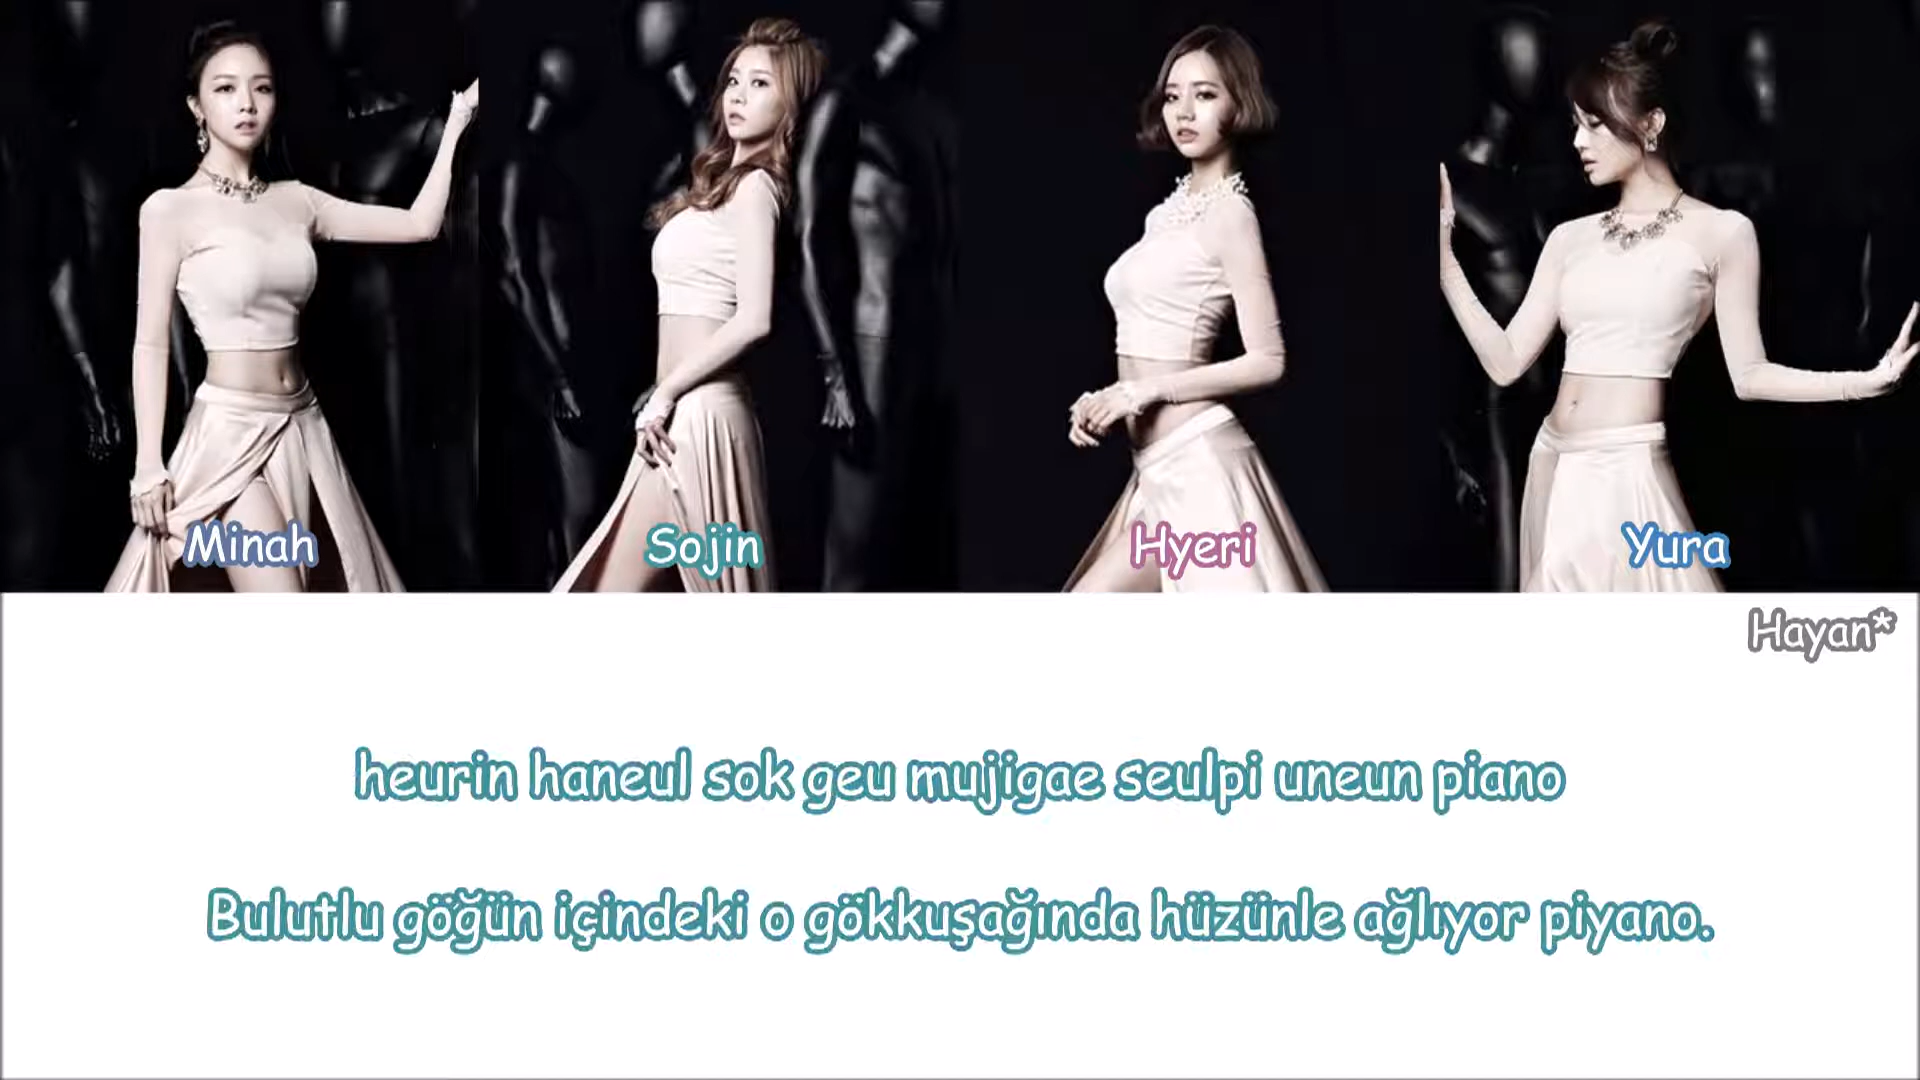 Minah
Sojin
Hyeri
Yura
Hayan*
heurin haneul sok geu mujigae seulpi uneun piano
Bulutlu göğün içindeki o gökkuşağında hüzünle ağlıyor piyano.